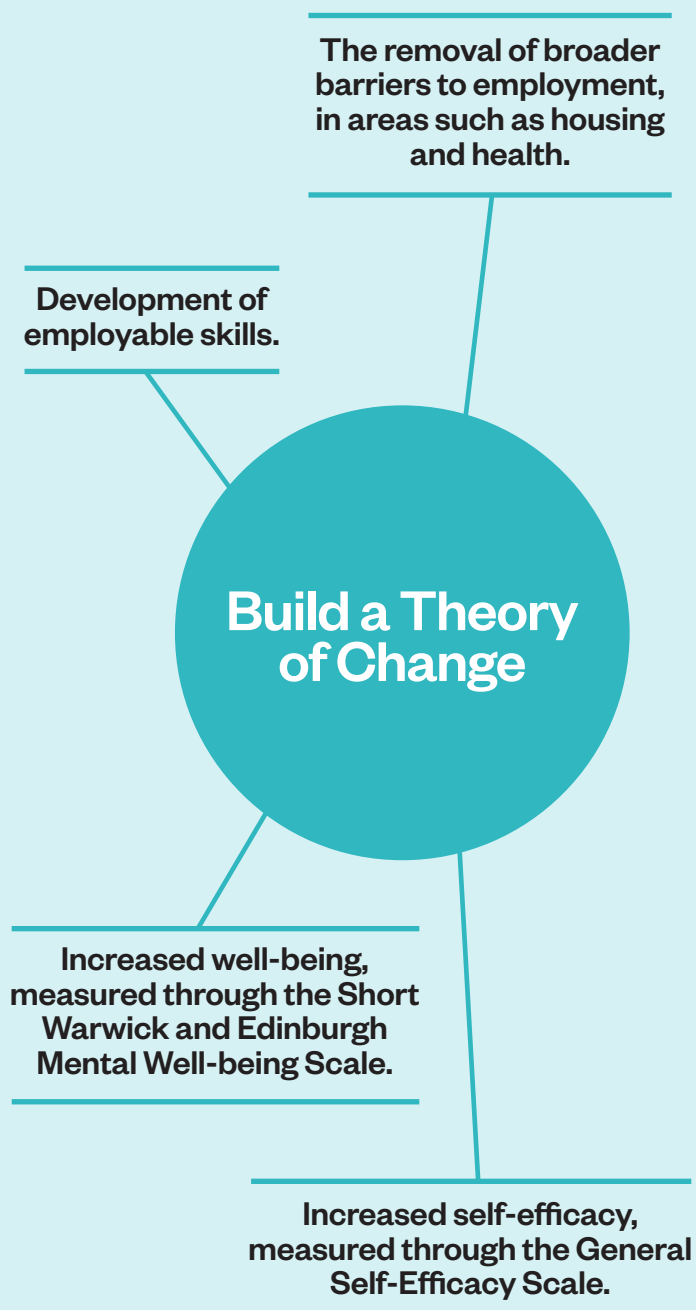 The removal of broader
barriers to employment,
in areas such as housing
and health.
Development of
employable skills.
Build a Theory
of Change
Increased well-being,
measured through the Short
Warwick and Edinburgh
Mental Well-being Scale.
Increased self-efficacy,
measured through the General
Self-Efficacy Scale.